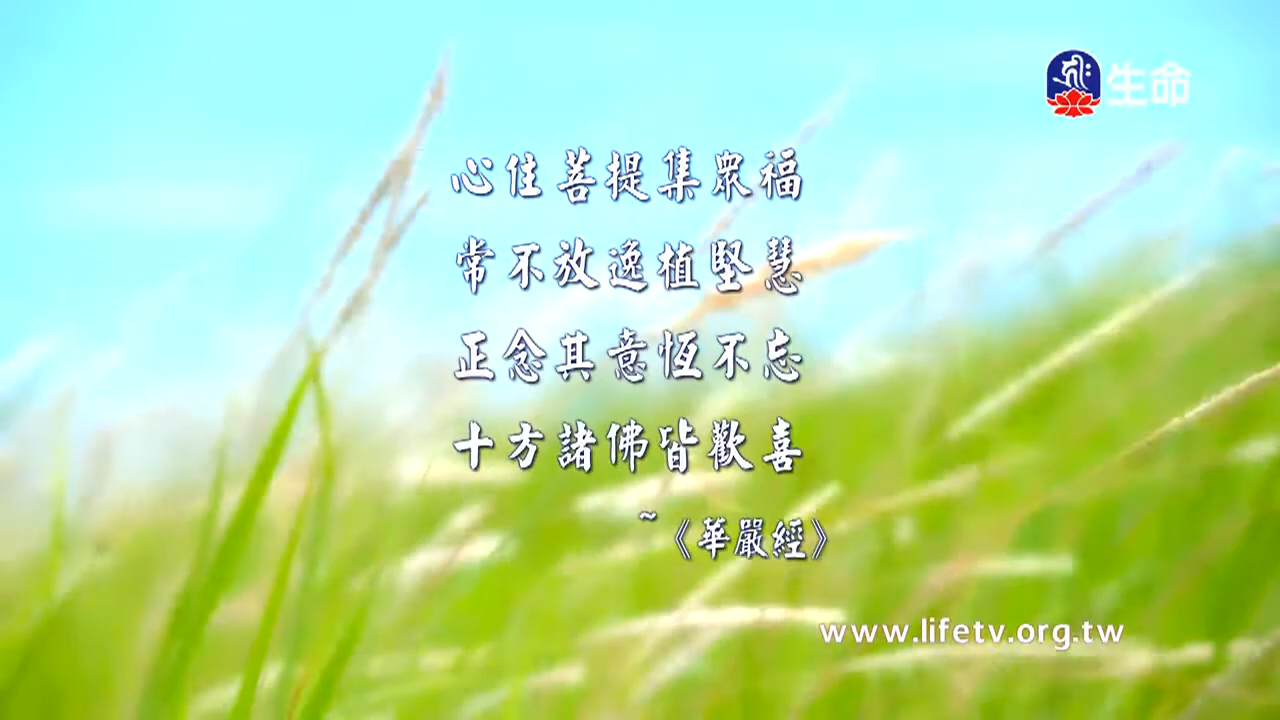 生命
心住菩提集眾福
常不放逸植堅慧
正念其意恆不忘
十方諸佛皆歡喜
~《華嚴經》
www.lifetv.org.tw